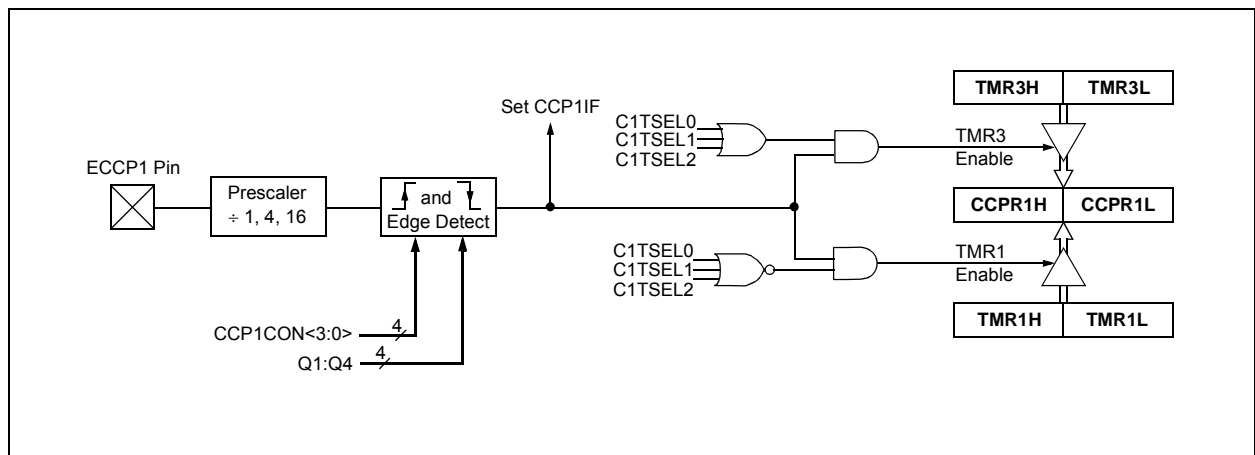 TMR3H TMR3L
Set CCP1IF
C1TSEL0
C1TSEL1
C1TSEL2
TMR3
Enable
ECCP1 Pin
Prescaler
÷ 1, 4, 16
and
Edge Detect
CCPR1H CCPR1L
C1TSEL0
C1TSEL1
C1TSEL2
TMR1
Enable
TMR1H TMR1L
CCP1CON<3:0>
4
Q1:Q4
4